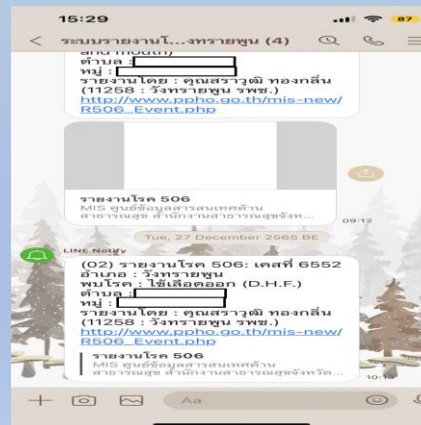 15:29
87
ระบบรายงานโ...งทรายพูน (4)
and mouth)
ตำบล :
หมู่ :
รายงานโดย : คุณสราวุฒิ ทองกลิ่น
(11258 : วังทรายพูน รพช.)
http://www.ppho.go.th/mis-new/
R506_Event.php
รายงานโรค 506
MIS ศูนย์ข้อมูลสารสนเทศด้าน
สาธารณสุข สำนักงานสาธารณสุขจังห...
09:12
Tue, 27 December 2565 BE
LINE Notify
(02) รายงานโรค 506: เคสที่ 6552
อำเภอ : วังทรายพูน
พบโรค : ไข้เลือดออก (D.H.F.)
ตำบล :
หมู่ :
รายงานโดย : คุณสราวุฒิ ทองกลิ่น
(11258 : วังทรายพูน รพช.)
http://www.ppho.go.th/mis-new/
R506_Event.php
รายงานโรค 506
MIS ศูนย์ข้อมูลสารสนเทศด้าน
สาธารณสุข สำนักงานสาธารณสุขจังหวัด...
Aa